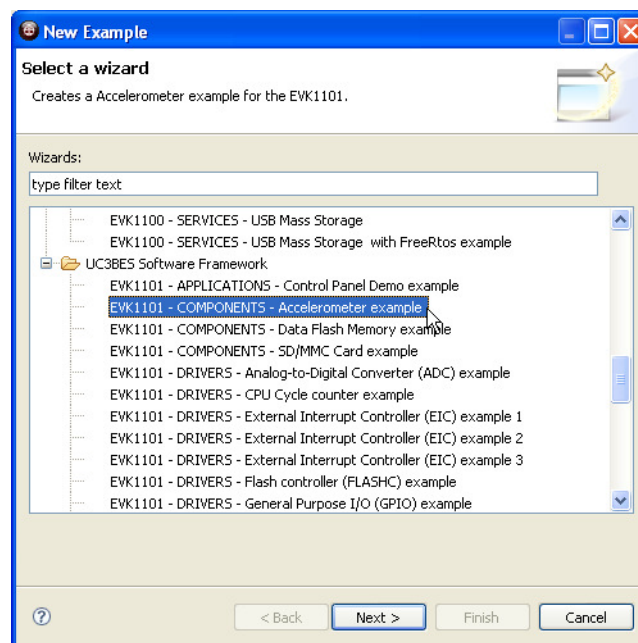 New Example
Select a wizard
Creates a Accelerometer example for the EVK1101.
Wizards:
type filter text
EVK1100 - SERVICES - USB Mass Storage
EVK1100 - SERVICES - USB Mass Storage with FreeRtos example
UC3BES Software Framework
EVK1101 - APPLICATIONS - Control Panel Demo example
EVK1101 - COMPONENTS - Accelerometer example
EVK1101 - COMPONENTS - Data Flash Memory example
EVK1101 - COMPONENTS - SD/MMC Card example
EVK1101 - DRIVERS - Analog-to-Digital Converter (ADC) example
EVK1101 - DRIVERS - CPU Cycle counter example
EVK1101 - DRIVERS - External Interrupt Controller (EIC) example 1
EVK1101 - DRIVERS - External Interrupt Controller (EIC) example 2
EVK1101 - DRIVERS - External Interrupt Controller (EIC) example 3
EVK1101 - DRIVERS - Flash controller (FLASHC) example
EVK1101 - DRIVERS - General Purpose I/O (GPIO) example
? < Back Next > Finish Cancel